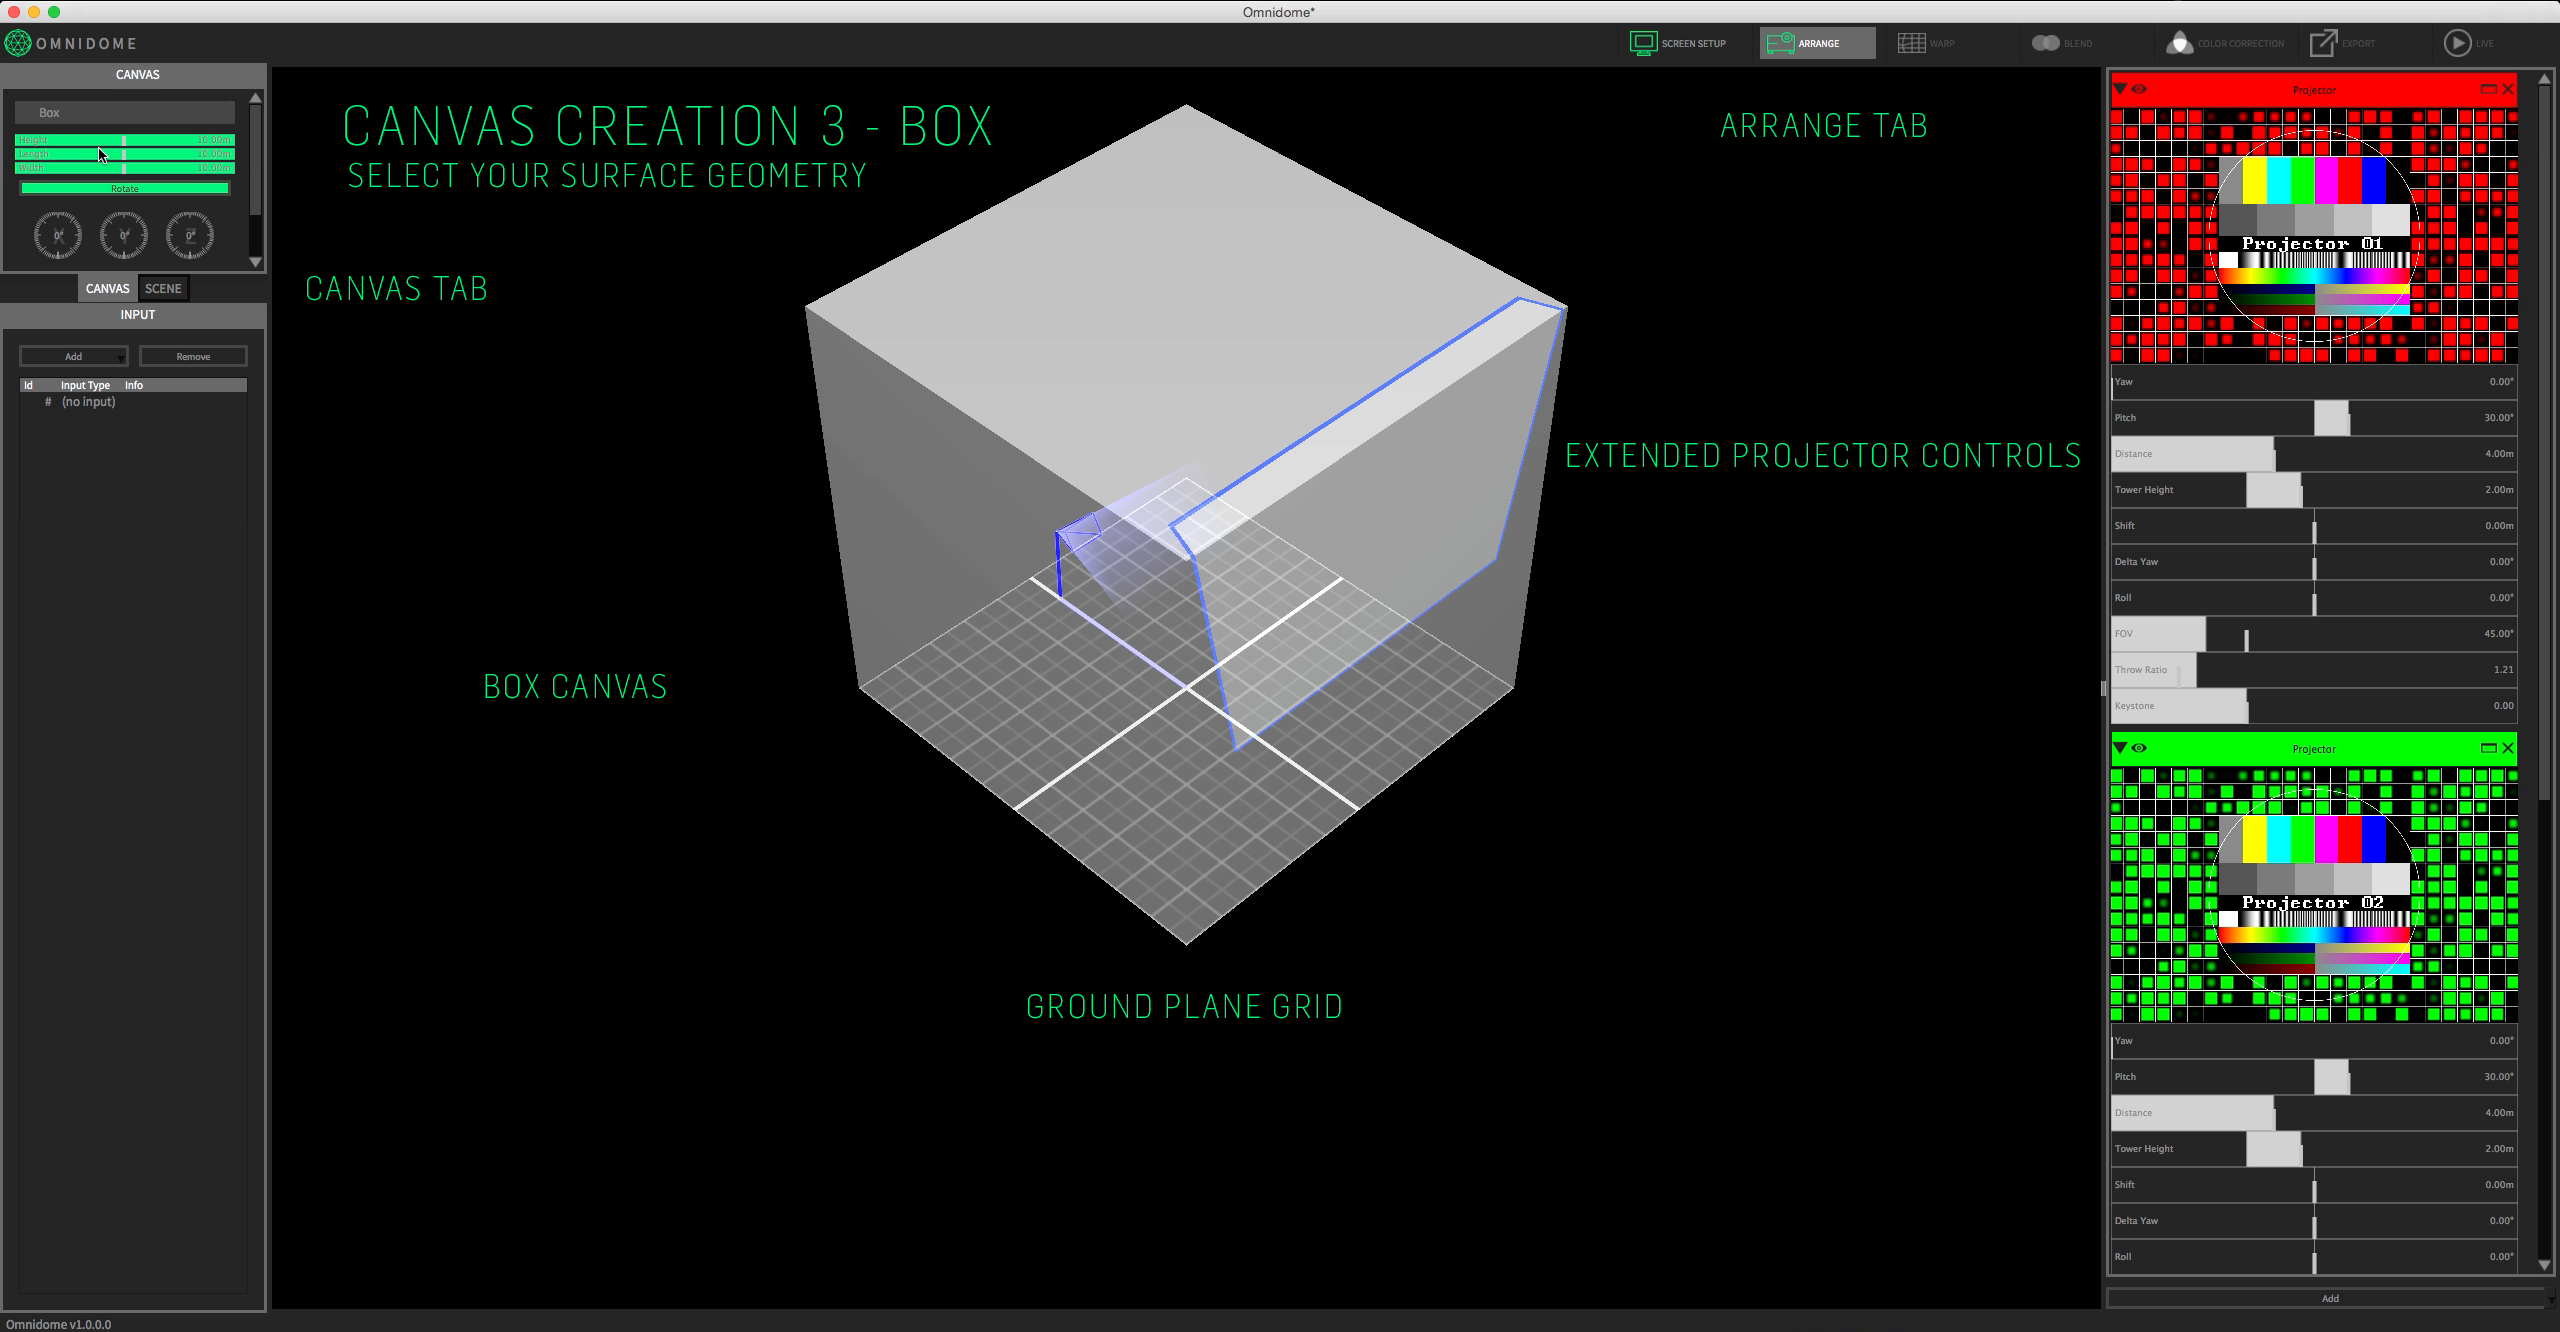 Omnidome*
OMNIDOME
SCREEN SETUP
ARRANGE
WARP
BLEND
COLOR CORRECTION
EXPORT
LIVE
CANVAS
Box
Height 10.00m
Length 10.00m
Width 10.00m
Rotate
X 0°
Y 0°
Z 0°
CANVAS SCENE
INPUT
Add Remove
Id Input Type Info
# (no input)
CANVAS CREATION 3 - BOX
SELECT YOUR SURFACE GEOMETRY
ARRANGE TAB
CANVAS TAB
EXTENDED PROJECTOR CONTROLS
BOX CANVAS
GROUND PLANE GRID
Projector
Projector 01
Yaw 0.00°
Pitch 30.00°
Distance 4.00m
Tower Height 2.00m
Shift 0.00m
Delta Yaw 0.00°
Roll 0.00°
FOV 45.00°
Throw Ratio 1.21
Keystone 0.00
Projector
Projector 02
Yaw 0.00°
Pitch 30.00°
Distance 4.00m
Tower Height 2.00m
Shift 0.00m
Delta Yaw 0.00°
Roll 0.00°
Add
Omnidome v1.0.0.0